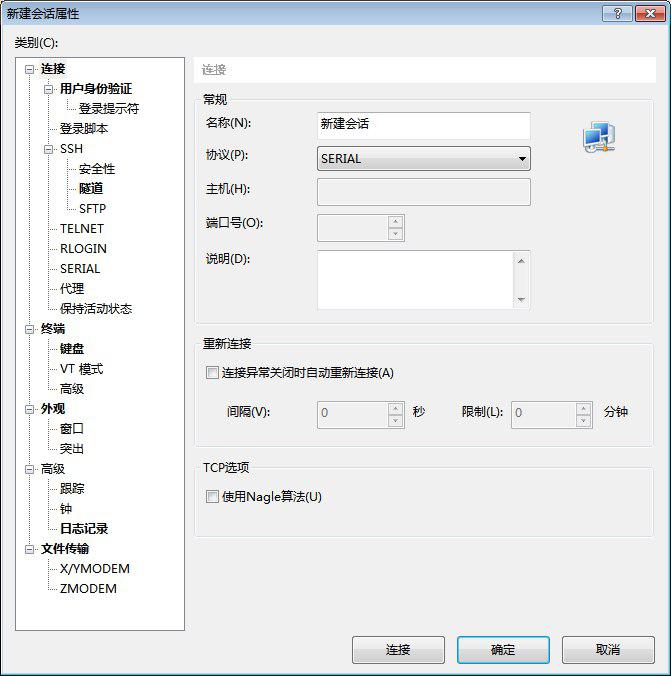 新建会话属性
类别(C):
连接
用户身份验证
登录提示符
登录脚本
SSH
安全性
隧道
SFTP
TELNET
RLOGIN
SERIAL
代理
保持活动状态
终端
键盘
VT 模式
高级
外观
窗口
突出
高级
跟踪
钟
日志记录
文件传输
X/YMODEM
ZMODEM
连接
常规
名称(N): 新建会话
协议(P): SERIAL
主机(H):
端口号(O):
说明(D):
重新连接
连接异常关闭时自动重新连接(A)
间隔(V): 0 秒 限制(L): 0 分钟
TCP选项
使用Nagle算法(U)
连接 确定 取消